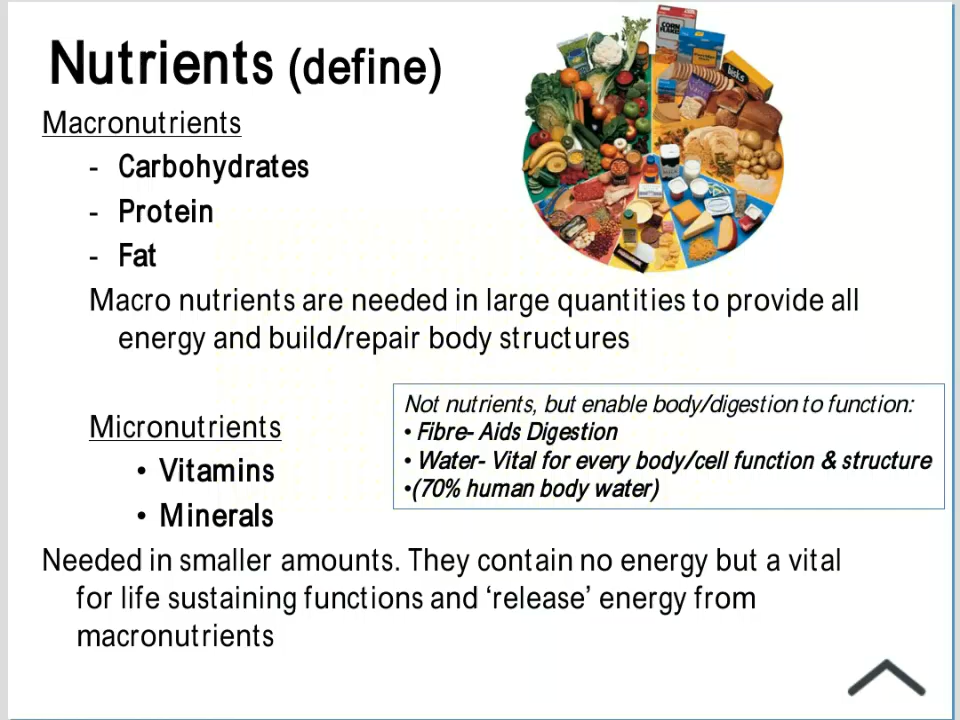 Nutrients (define)
Macronutrients
- Carbohydrates
- Protein
- Fat
Macro nutrients are needed in large quantities to provide all
energy and build/repair body structures
Micronutrients
• Vitamins
• Minerals
Not nutrients, but enable body/digestion to function:
• Fibre- Aids Digestion
• Water- Vital for every body/cell function & structure
•(70% human body water)
Needed in smaller amounts. They contain no energy but a vital
for life sustaining functions and ‘release’ energy from
macronutrients